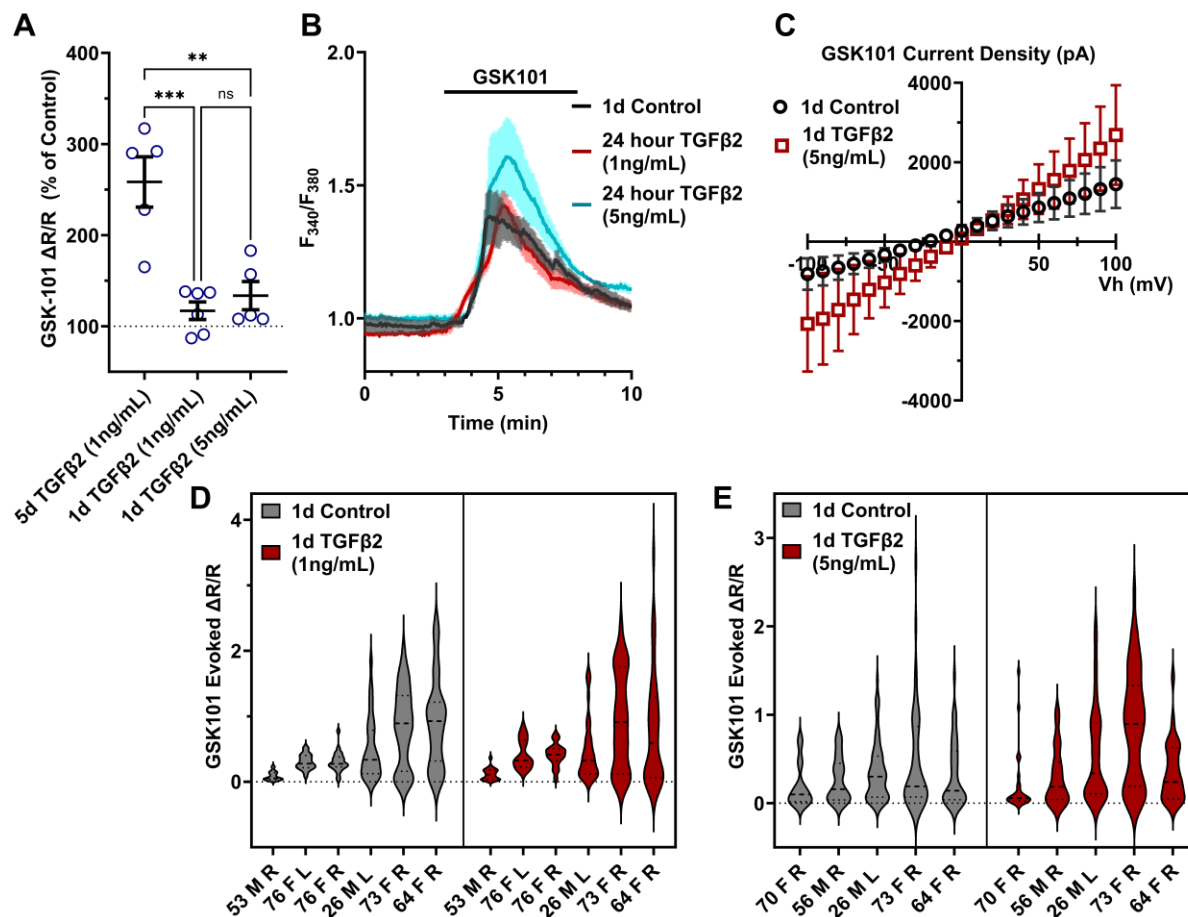 A
GSK-101 ΔR/R (% of Control)
400
350
300
250
200
150
100
**
***
ns
5d TGFβ2 (1ng/mL)
1d TGFβ2 (1ng/mL)
1d TGFβ2 (5ng/mL)
B
F340/F380
2.0
1.5
1.0
GSK101
1d Control
24 hour TGFβ2
(1ng/mL)
24 hour TGFβ2
(5ng/mL)
0
5
10
Time (min)
C
GSK101 Current Density (pA)
1d Control
1d TGFβ2
(5ng/mL)
4000
2000
-2000
-4000
50
100
Vh (mV)
D
GSK101 Evoked ΔR/R
4
2
0
1d Control
1d TGFβ2
(1ng/mL)
53 M R
76 F L
76 F R
26 M L
73 F R
64 F R
53 M R
76 F L
76 F R
26 M L
73 F R
64 F R
E
GSK101 Evoked ΔR/R
3
2
1
0
1d Control
1d TGFβ2
(5ng/mL)
70 F R
56 M R
26 M L
73 F R
64 F R
70 F R
56 M R
26 M L
73 F R
64 F R